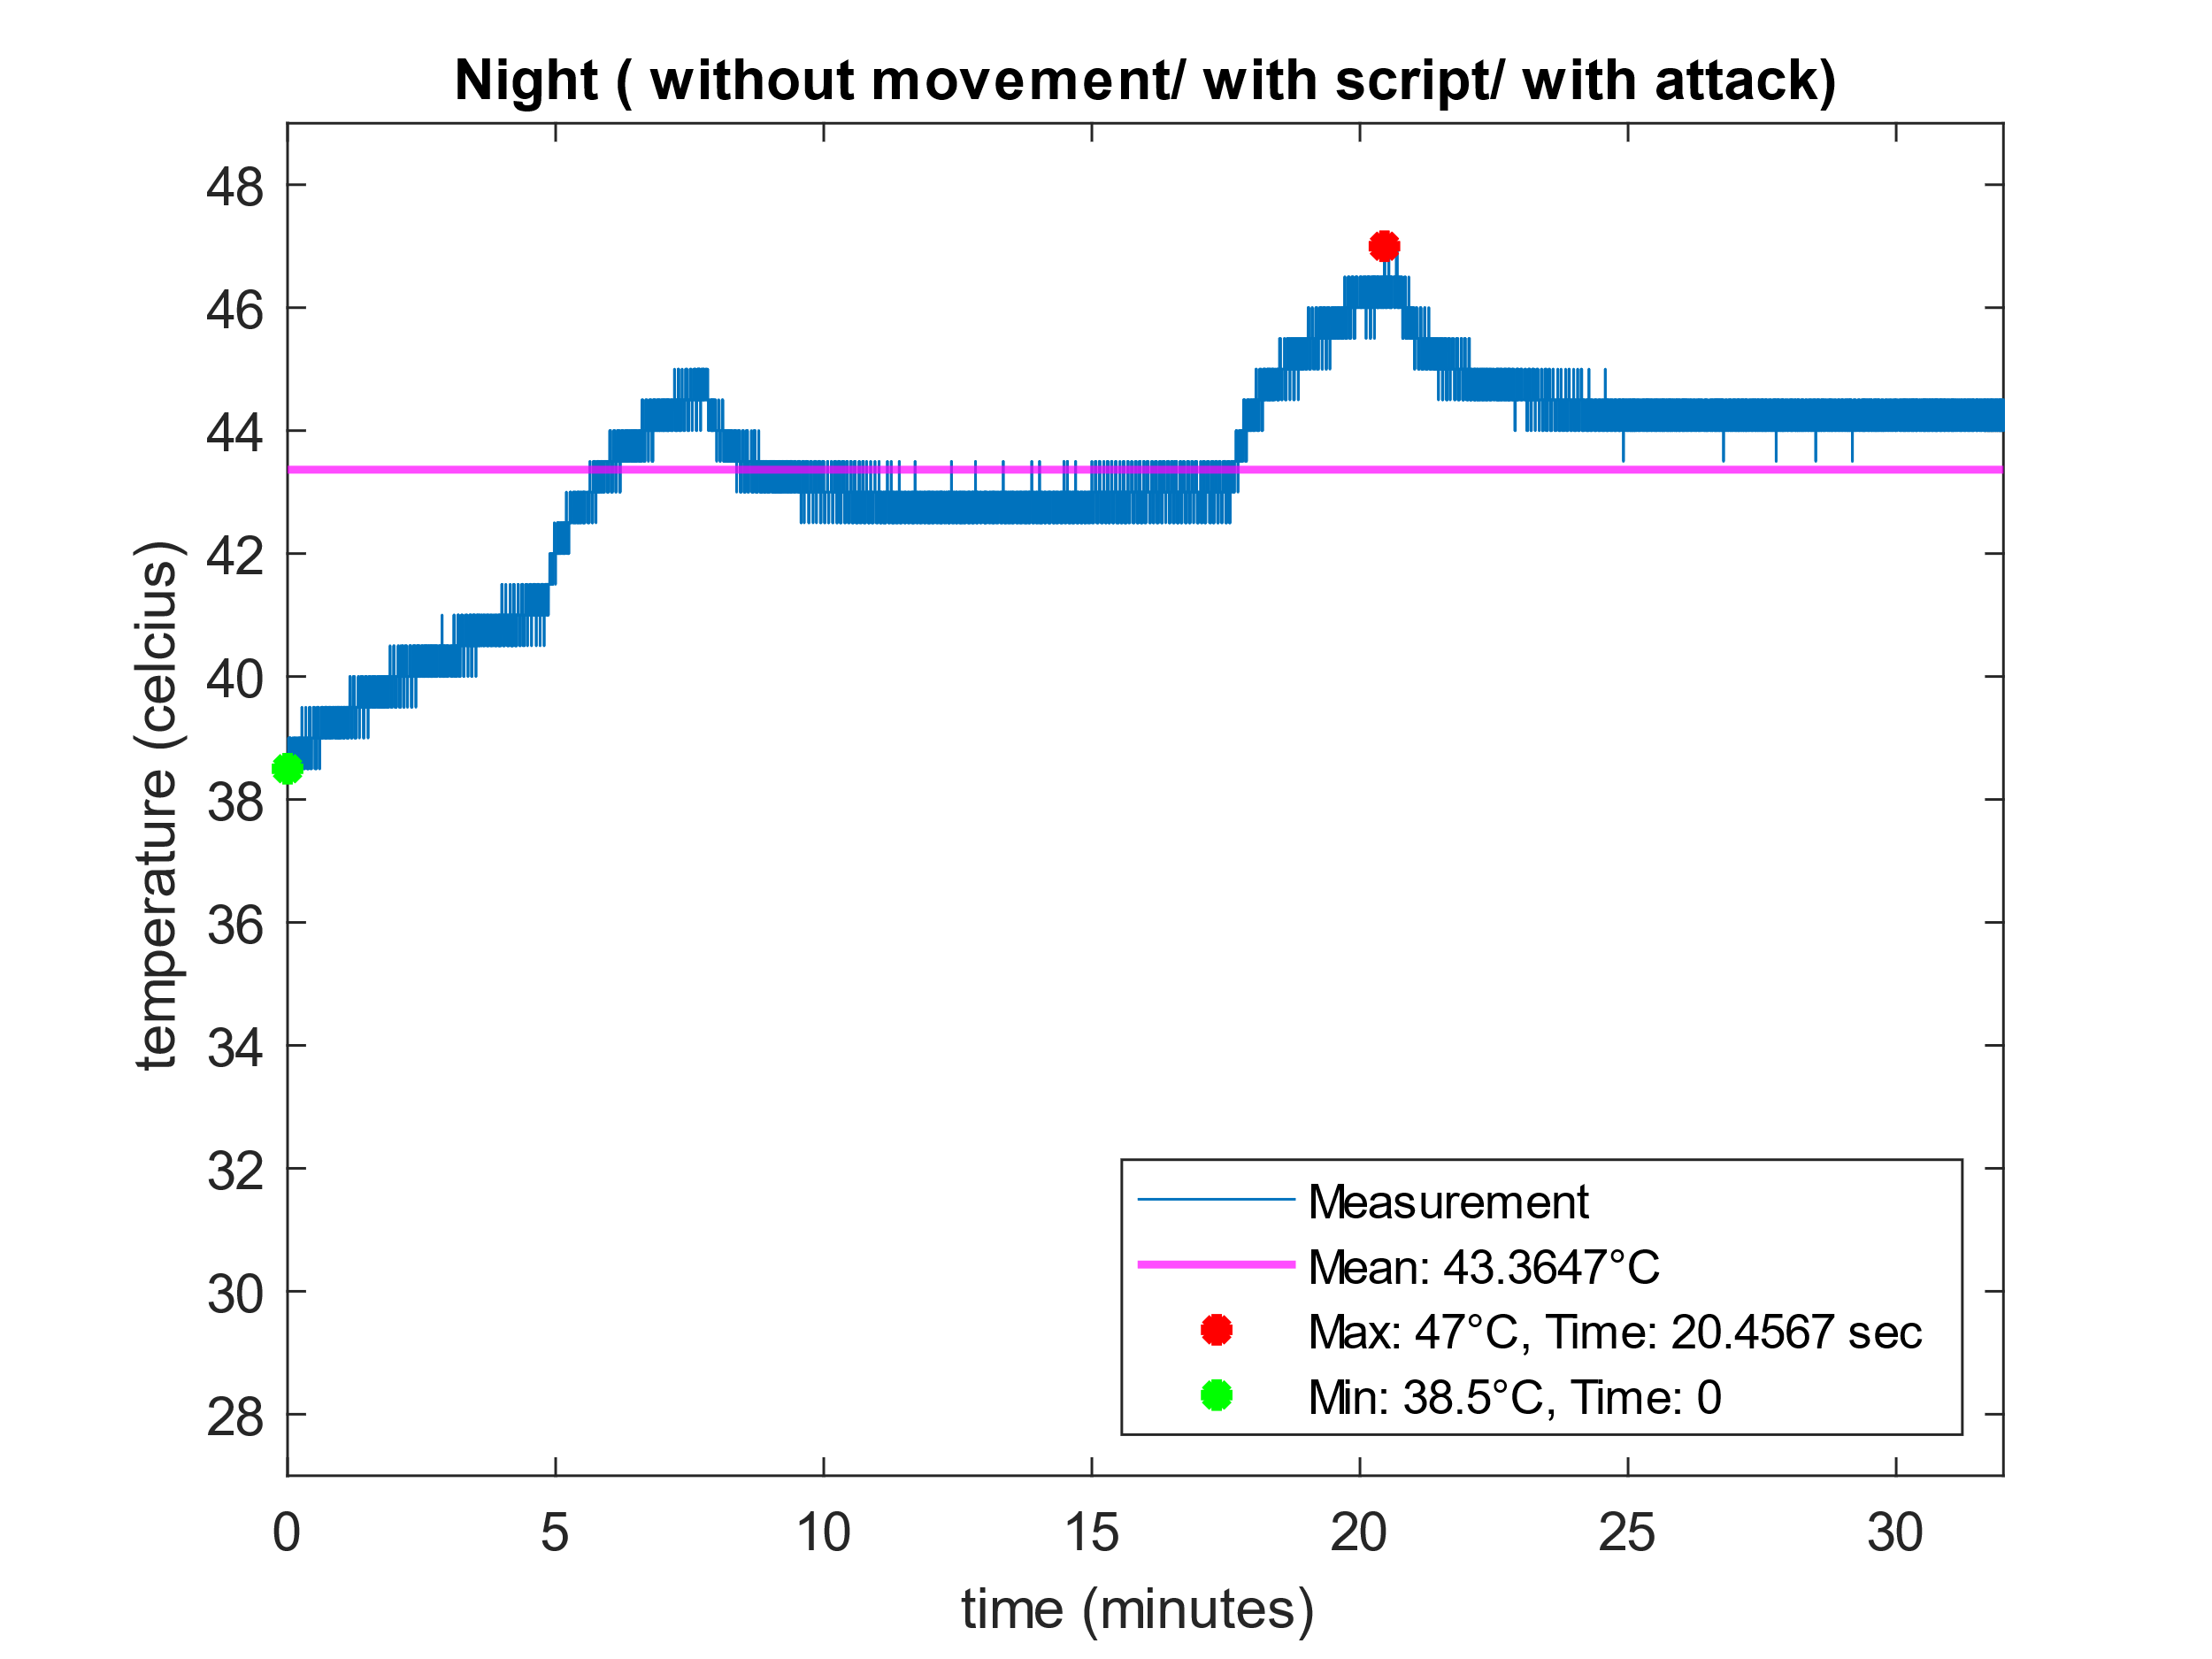 Night ( without movement/ with script/ with attack)
48
46
44
42
40
38
36
34
32
30
28
temperature (celcius)
Measurement
Mean: 43.3647°C
Max: 47°C, Time: 20.4567 sec
Min: 38.5°C, Time: 0
0 5 10 15 20 25 30
time (minutes)